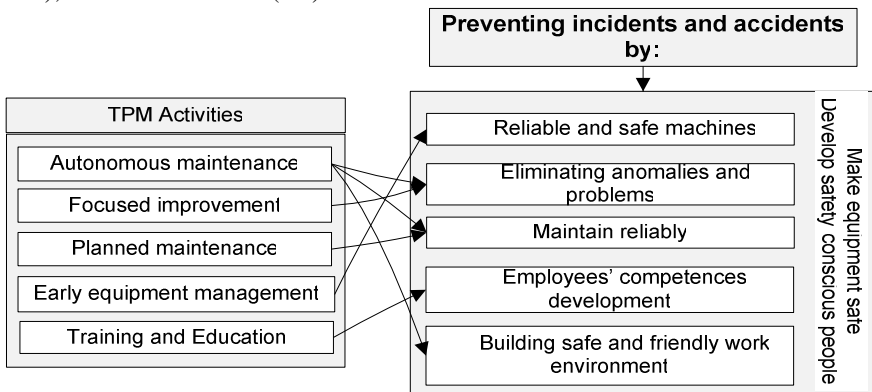 Preventing incidents and accidents
by:
TPM Activities
Autonomous maintenance
Focused improvement
Planned maintenance
Early equipment management
Training and Education
Reliable and safe machines
Eliminating anomalies and
problems
Maintain reliably
Employees' competences
development
Building safe and friendly work
environment
Make equipment safe
Develop satety conscious people